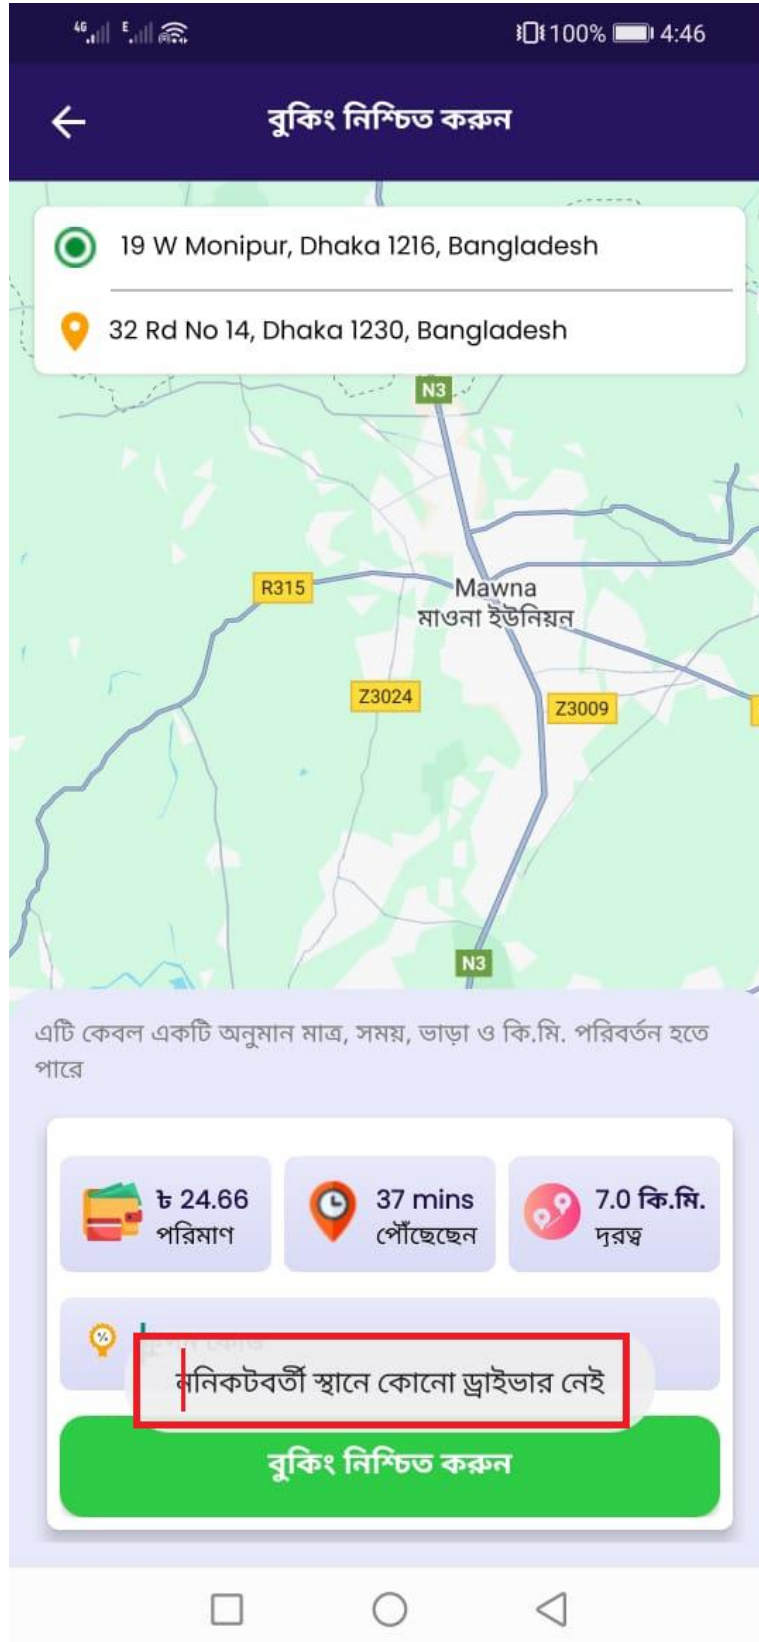 4G E 100% 4:46
বুকিং নিশ্চিত করুন
19 W Monipur, Dhaka 1216, Bangladesh
32 Rd No 14, Dhaka 1230, Bangladesh
N3
R315
Mawna
মাওনা ইউনিয়ন
Z3024
Z3009
N3
এটি কেবল একটি অনুমান মাত্র, সময়, ভাড়া ও কি.মি. পরিবর্তন হতে
পারে
৳ 24.66
পরিমাণ
37 mins
পৌঁছেছেন
7.0 কি.মি.
দূরত্ব
ননিকটবর্তী স্থানে কোনো ড্রাইভার নেই
বুকিং নিশ্চিত করুন